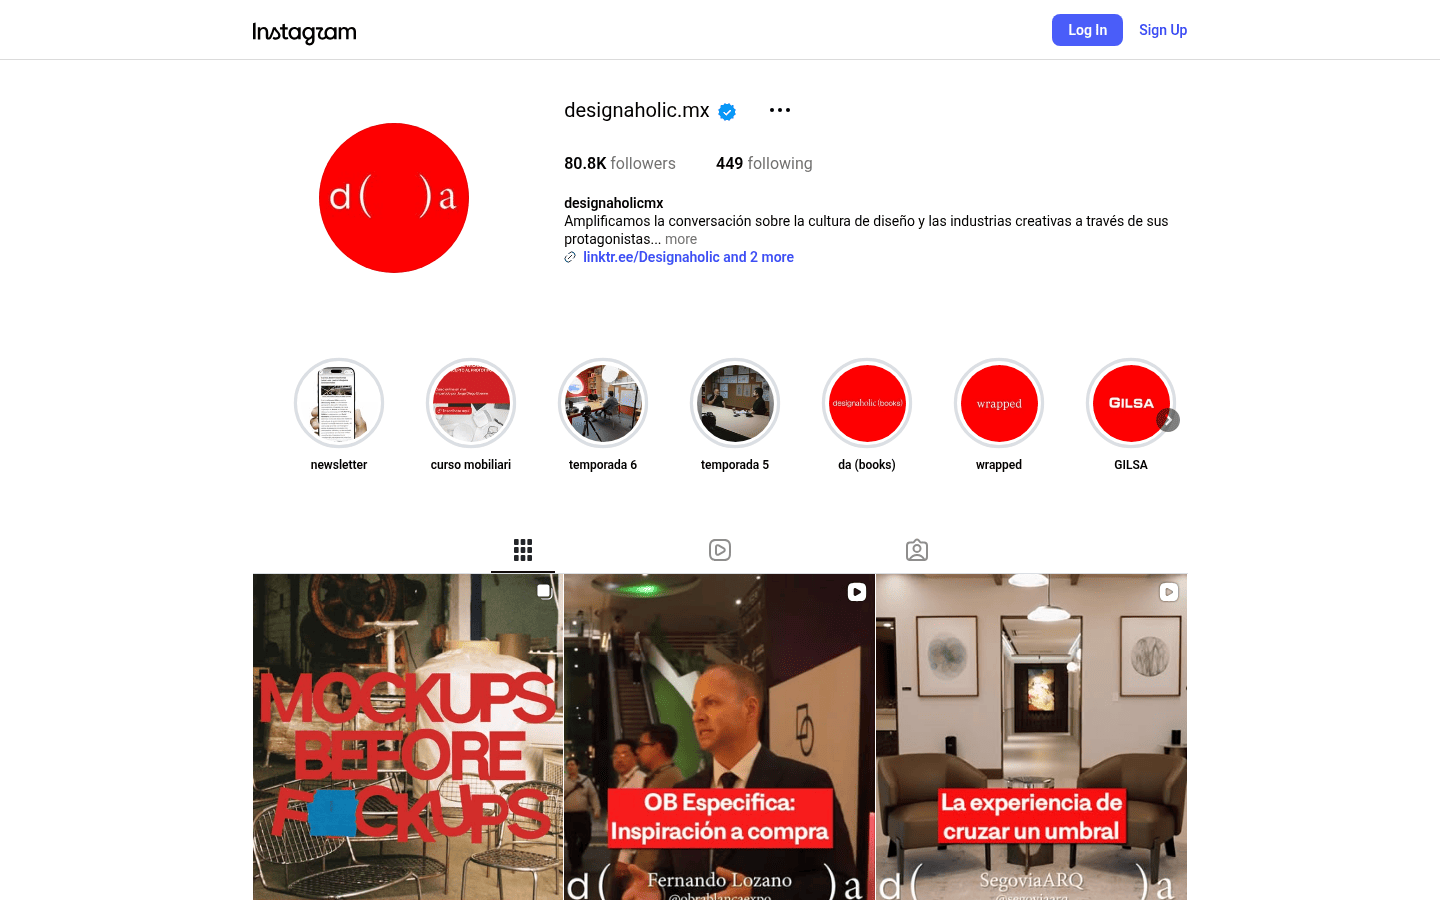 Instagram
Log In
Sign Up
designaholic.mx
80.8K followers
449 following
designaholicmx
Amplificamos la conversación sobre la cultura de diseño y las industrias creativas a través de sus
protagonistas... more
linktr.ee/Designaholic and 2 more
d( )a
designaholic (books)
wrapped
GILSA
newsletter
curso mobiliari
temporada 6
temporada 5
da (books)
wrapped
GILSA
MOCKUPS
BEFORE
F CKUPS
OB Especifica:
Inspiración a compra
d( Fernando Lozano )a
@obrablancaexpo
La experiencia de
cruzar un umbral
d( SegoviaARQ )a
@segoviaarq